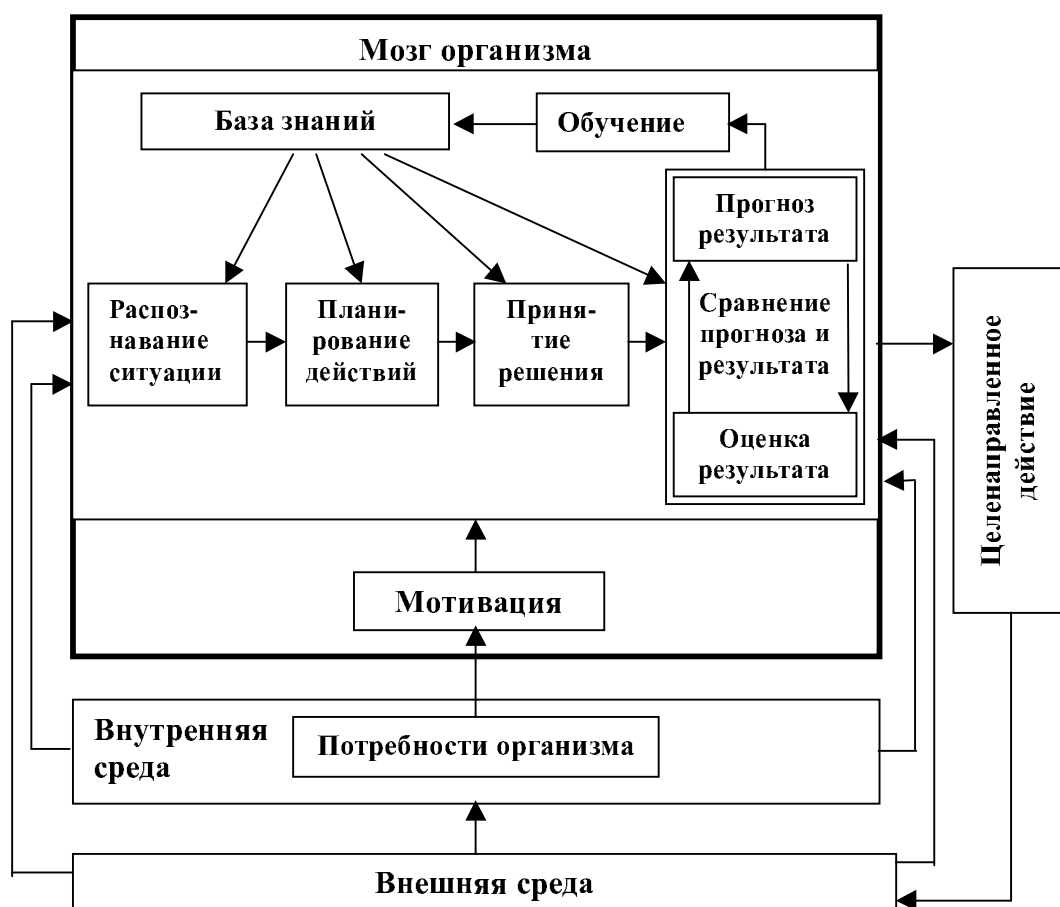 Мозг организма
База знаний
Обучение
Прогноз
результата
Распоз-
навание
ситуации
Плани-
рование
действий
Приня-
тие
решения
Сравнение
прогноза и
результата
Оценка
результата
Целенаправленное
действие
Мотивация
Внутренняя
среда
Потребности организма
Внешняя среда